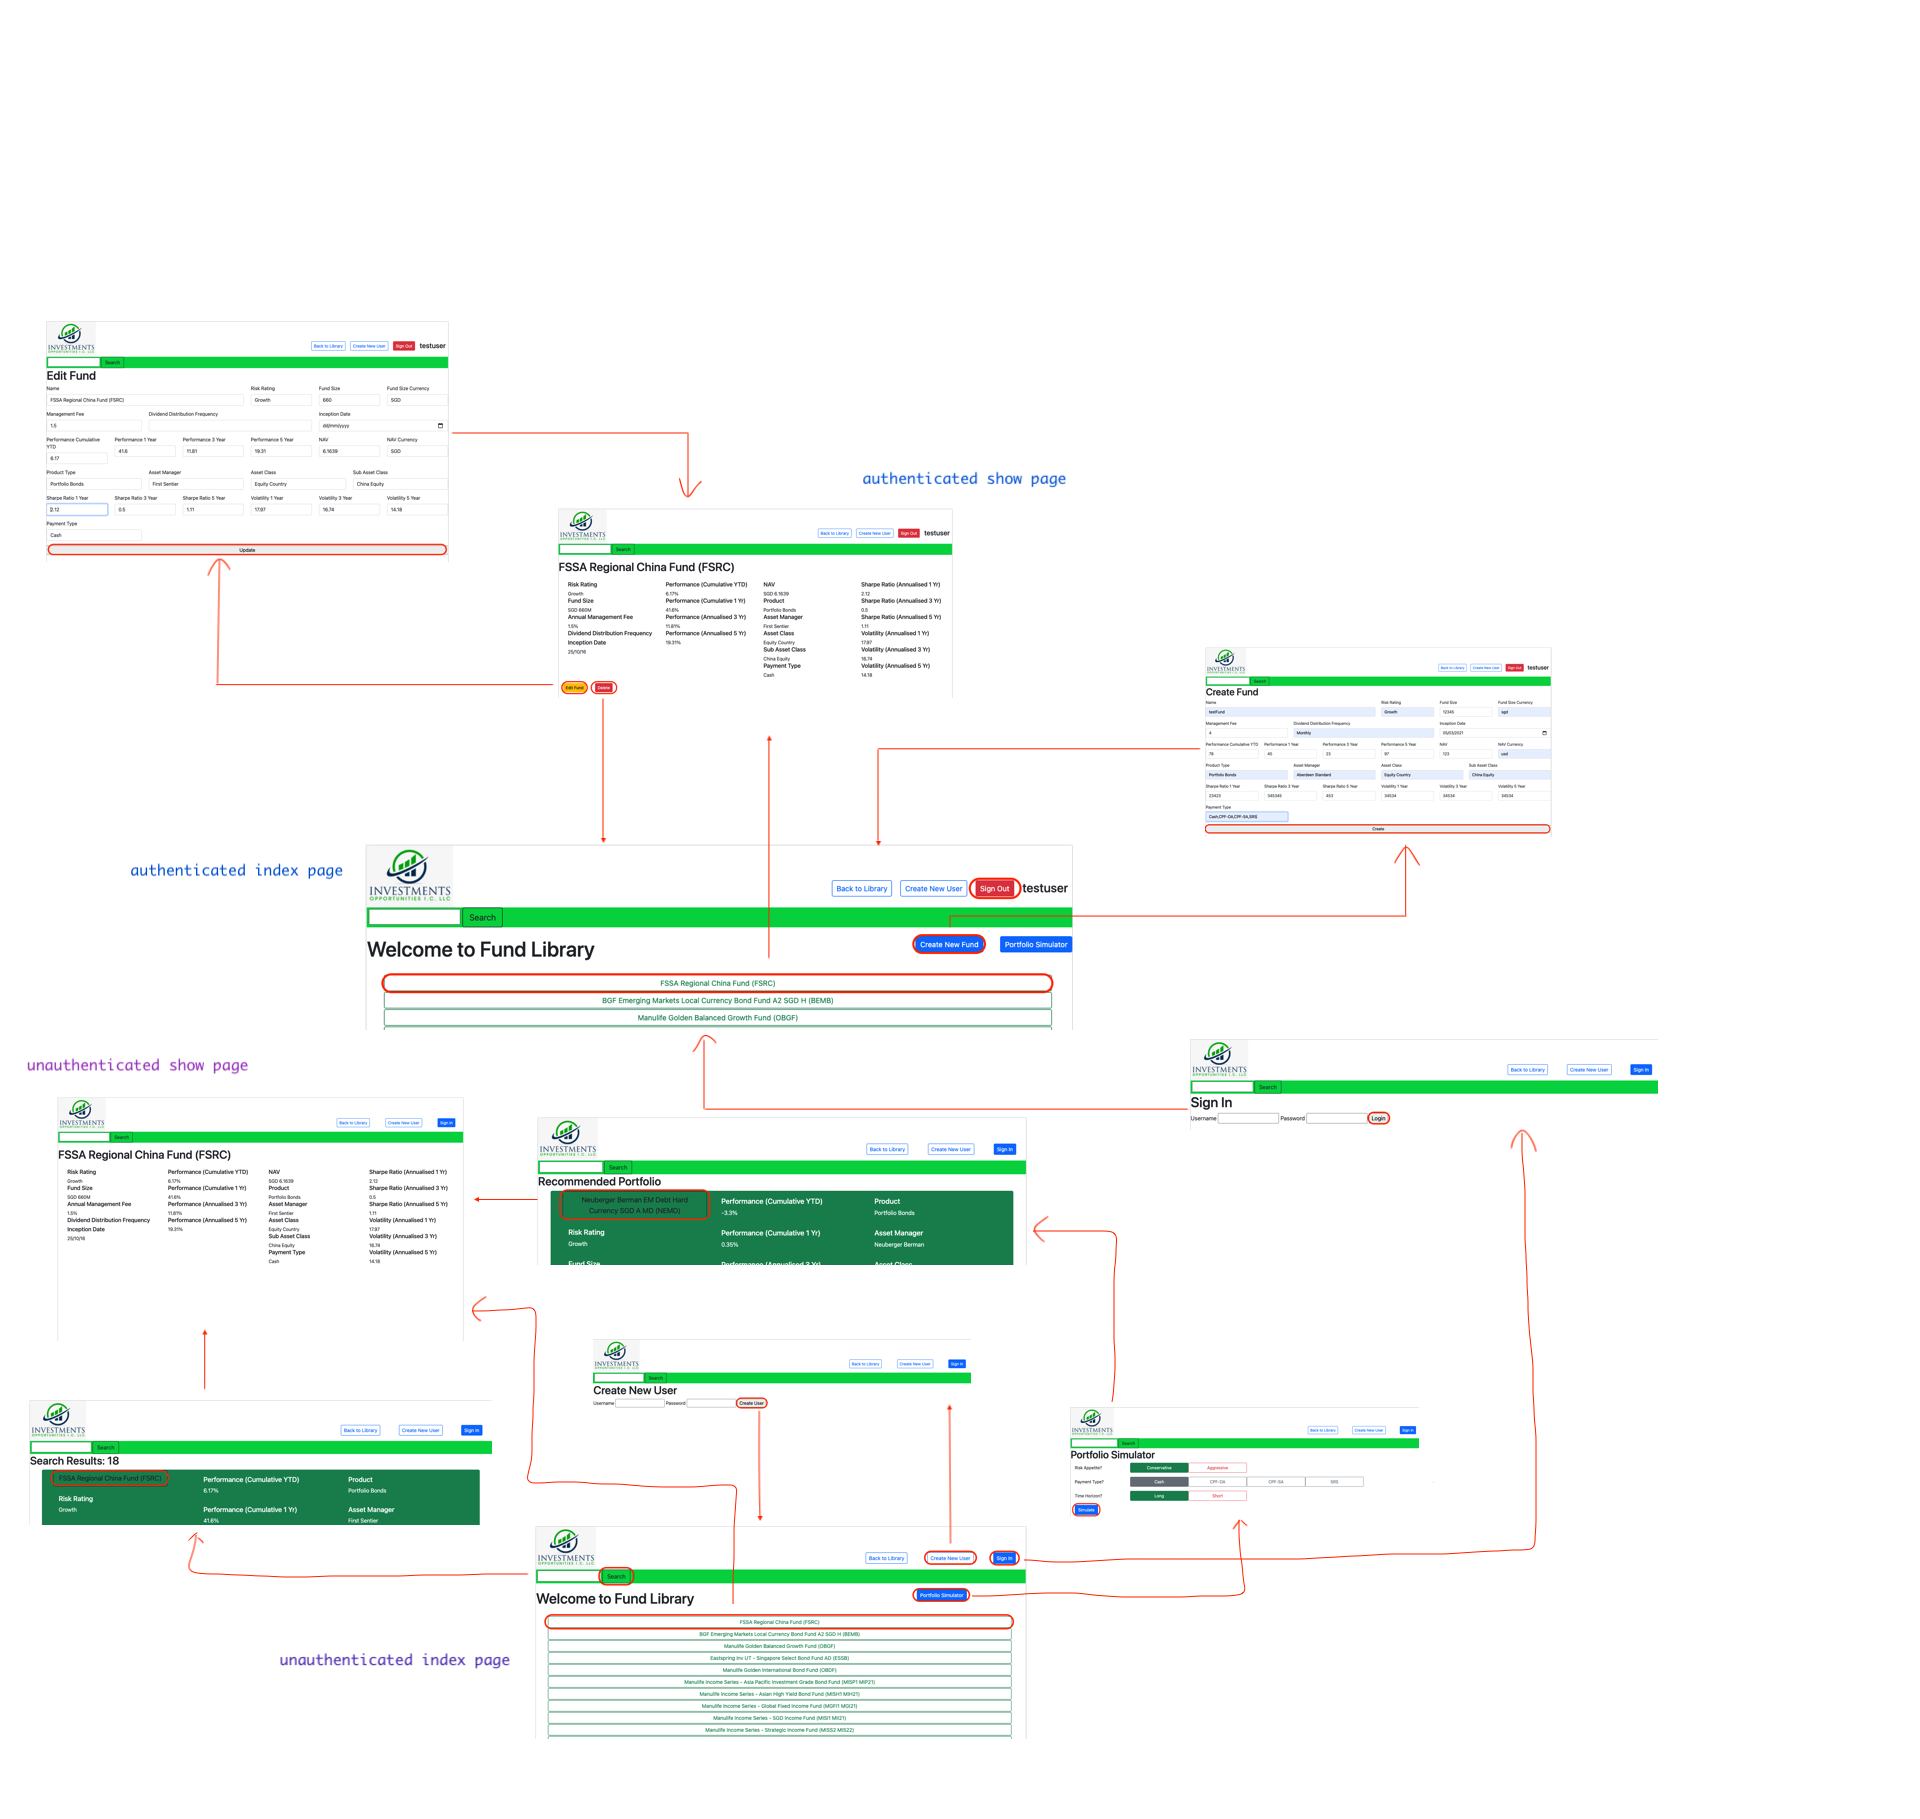 INVESTMENTS
OPPORTUNITIES I.C. LLC
Back to Library Create New User Sign Out testuser
Search
Edit Fund
Name Risk Rating Fund Size Fund Size Currency
FSSA Regional China Fund (FSRC) Growth 660 SGD
Management Fee Dividend Distribution Frequency Inception Date
1.5 dd/mm/yyyy
Performance Cumulative YTD Performance 1 Year Performance 3 Year Performance 5 Year NAV NAV Currency
6.17 41.6 11.81 19.31 6.1639 SGD
Product Type Asset Manager Asset Class Sub Asset Class
Portfolio Bonds First Sentier Equity Country China Equity
Sharpe Ratio 1 Year Sharpe Ratio 3 Year Sharpe Ratio 5 Year Volatility 1 Year Volatility 3 Year Volatility 5 Year
2.12 0.5 1.11 17.97 16.74 14.18
Payment Type
Cash
Update
authenticated show page
INVESTMENTS
OPPORTUNITIES I.C. LLC
Back to Library Create New User Sign Out testuser
Search
FSSA Regional China Fund (FSRC)
Risk Rating Performance (Cumulative YTD) NAV Sharpe Ratio (Annualised 1 Yr)
Growth 6.17% SGD 6.1639 2.12
Fund Size Performance (Cumulative 1 Yr) Product Sharpe Ratio (Annualised 3 Yr)
SGD 660M 41.6% Portfolio Bonds 0.5
Annual Management Fee Performance (Annualised 3 Yr) Asset Manager Sharpe Ratio (Annualised 5 Yr)
1.5% 11.81% First Sentier 1.11
Dividend Distribution Frequency Performance (Annualised 5 Yr) Asset Class Volatility (Annualised 1 Yr)
Inception Date 19.31% Equity Country 17.97
25/10/16 Sub Asset Class Volatility (Annualised 3 Yr)
China Equity 16.74
Payment Type Volatility (Annualised 5 Yr)
Cash 14.18
Edit Fund Delete
INVESTMENTS
OPPORTUNITIES I.C. LLC
Back to Library Create New User Sign Out testuser
Search
Create Fund
Name Risk Rating Fund Size Fund Size Currency
testFund Growth 12345 sgd
Management Fee Dividend Distribution Frequency Inception Date
4 Monthly 05/03/2021
Performance Cumulative YTD Performance 1 Year Performance 3 Year Performance 5 Year NAV NAV Currency
78 45 23 97 123 usd
Product Type Asset Manager Asset Class Sub Asset Class
Portfolio Bonds Aberdeen Standard Equity Country China Equity
Sharpe Ratio 1 Year Sharpe Ratio 3 Year Sharpe Ratio 5 Year Volatility 1 Year Volatility 3 Year Volatility 5 Year
23423 345345 453 34534 34534 34534
Payment Type
Cash,CPF-OA,CPF-SA,SRS
Create
authenticated index page
INVESTMENTS
OPPORTUNITIES I.C. LLC
Back to Library Create New User Sign Out testuser
Search
Welcome to Fund Library Create New Fund Portfolio Simulator
FSSA Regional China Fund (FSRC)
BGF Emerging Markets Local Currency Bond Fund A2 SGD H (BEMB)
Manulife Golden Balanced Growth Fund (OBGF)
unauthenticated show page
INVESTMENTS
OPPORTUNITIES I.C. LLC
Back to Library Create New User Sign In
Search
Sign In
Username Password Login
INVESTMENTS
OPPORTUNITIES I.C. LLC
Back to Library Create New User Sign In
Search
FSSA Regional China Fund (FSRC)
Risk Rating Performance (Cumulative YTD) NAV Sharpe Ratio (Annualised 1 Yr)
Growth 6.17% SGD 6.1639 2.12
Fund Size Performance (Cumulative 1 Yr) Product Sharpe Ratio (Annualised 3 Yr)
SGD 660M 41.6% Portfolio Bonds 0.5
Annual Management Fee Performance (Annualised 3 Yr) Asset Manager Sharpe Ratio (Annualised 5 Yr)
1.5% 11.81% First Sentier 1.11
Dividend Distribution Frequency Performance (Annualised 5 Yr) Asset Class Volatility (Annualised 1 Yr)
Inception Date 19.31% Equity Country 17.97
25/10/16 Sub Asset Class Volatility (Annualised 3 Yr)
China Equity 16.74
Payment Type Volatility (Annualised 5 Yr)
Cash 14.18
INVESTMENTS
OPPORTUNITIES I.C. LLC
Back to Library Create New User Sign In
Search
Recommended Portfolio
Neuberger Berman EM Debt Hard Currency SGD A MD (NEMD) Performance (Cumulative YTD) Product
-3.3% Portfolio Bonds
Risk Rating Performance (Cumulative 1 Yr) Asset Manager
Growth 0.35% Neuberger Berman
Fund Size Performance (Annualised 3 Yr) Asset Class
INVESTMENTS
OPPORTUNITIES I.C. LLC
Back to Library Create New User Sign In
Search
Create New User
Username Password Create User
INVESTMENTS
OPPORTUNITIES I.C. LLC
Back to Library Create New User Sign In
Search
Search Results: 18
FSSA Regional China Fund (FSRC) Performance (Cumulative YTD) Product
6.17% Portfolio Bonds
Risk Rating
Growth Performance (Cumulative 1 Yr) Asset Manager
41.6% First Sentier
INVESTMENTS
OPPORTUNITIES I.C. LLC
Back to Library Create New User Sign In
Search
Portfolio Simulator
Risk Appetite? Conservative Aggressive
Payment Type? Cash CPF-OA CPF-SA SRS
Time Horizon? Long Short
Simulate
INVESTMENTS
OPPORTUNITIES I.C. LLC
Back to Library Create New User Sign In
Search
Welcome to Fund Library Portfolio Simulator
FSSA Regional China Fund (FSRC)
BGF Emerging Markets Local Currency Bond Fund A2 SGD H (BEMB)
Manulife Golden Balanced Growth Fund (OBGF)
Eastspring Inv UT - Singapore Select Bond Fund AD (ESSB)
Manulife Golden International Bond Fund (OBDF)
Manulife Income Series - Asia Pacific Investment Grade Bond Fund (MISP1 MIP21)
Manulife Income Series - Asian High Yield Bond Fund (MISH1 MIH21)
Manulife Income Series - Global Fixed Income Fund (MGFI1 MGI21)
Manulife Income Series - SGD Income Fund (MISI1 MII21)
Manulife Income Series - Strategic Income Fund (MISS2 MIS22)
unauthenticated index page